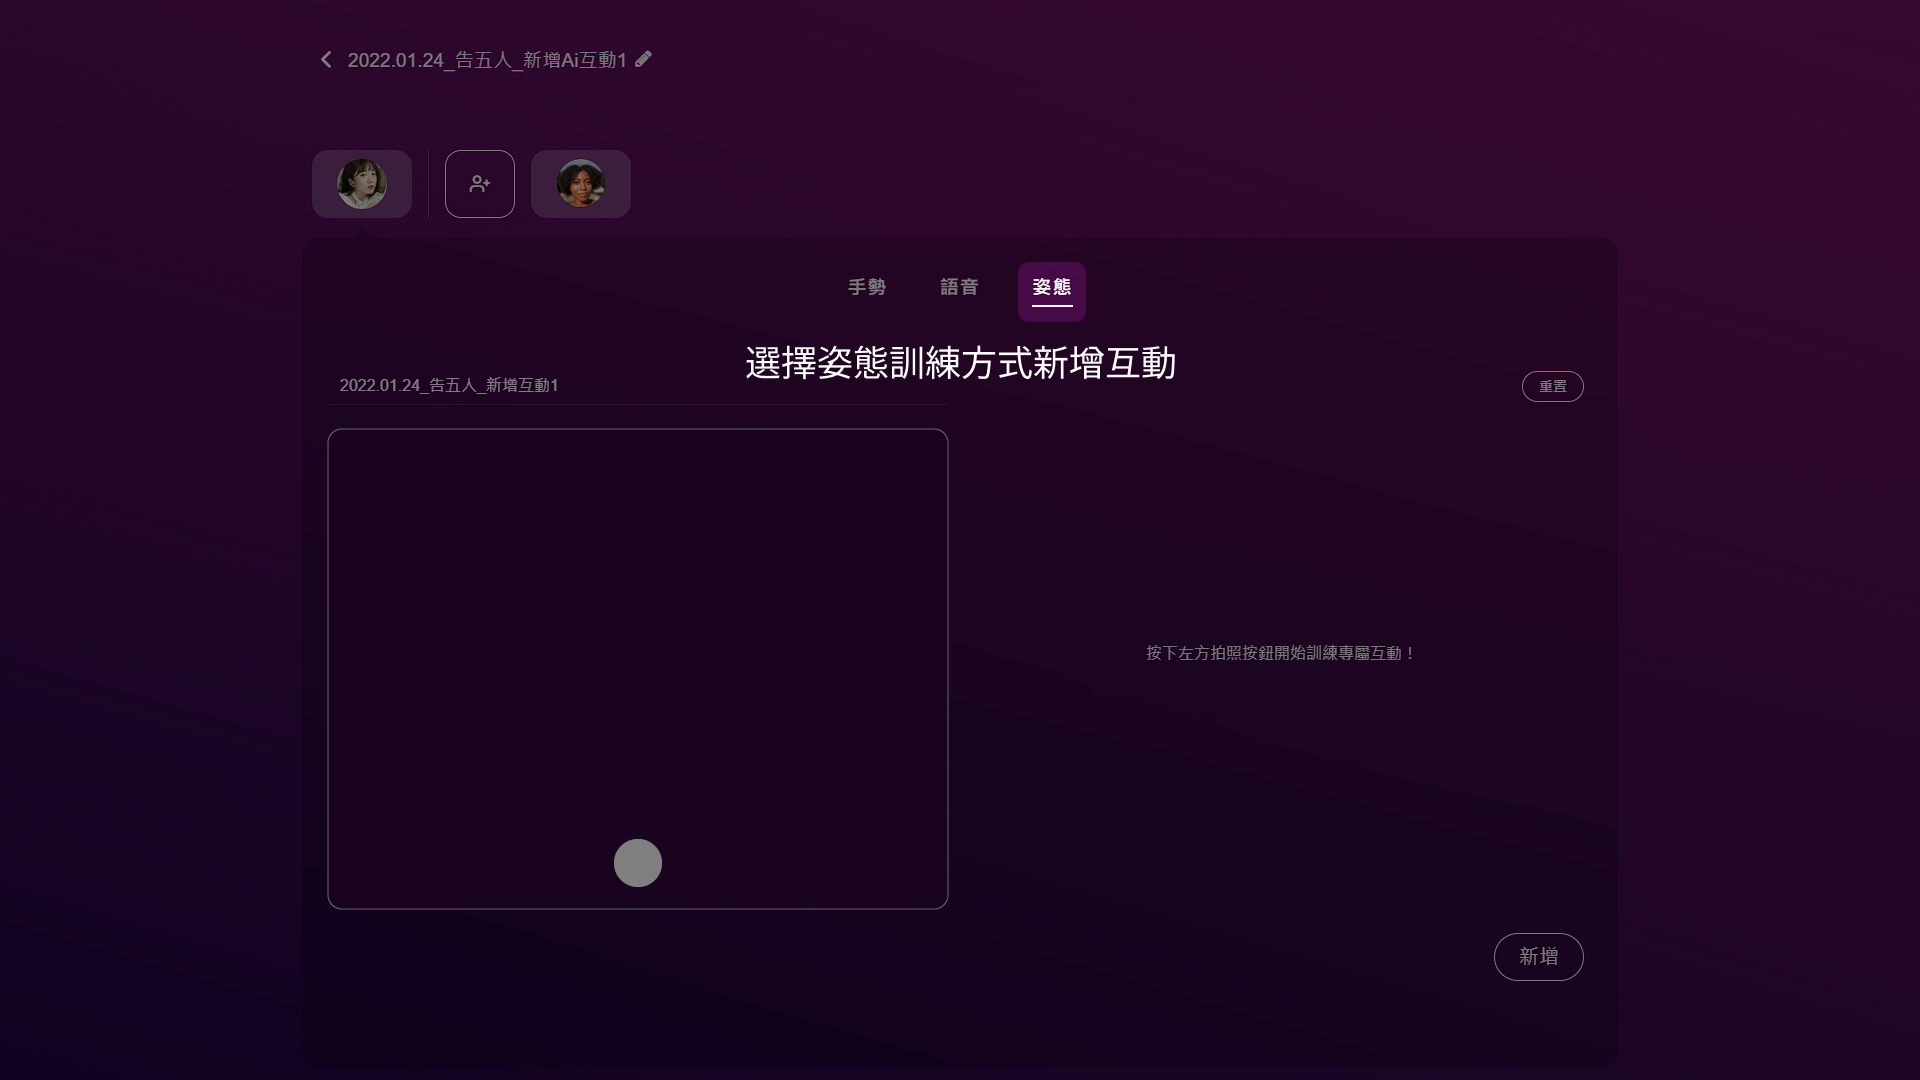 2022.01.24_告五人_新增Ai互動1
手勢
語音
姿態
選擇姿態訓練方式新增互動
2022.01.24_告五人_新增互動1
重置
按下左方拍照按鈕開始訓練專屬互動！
新增